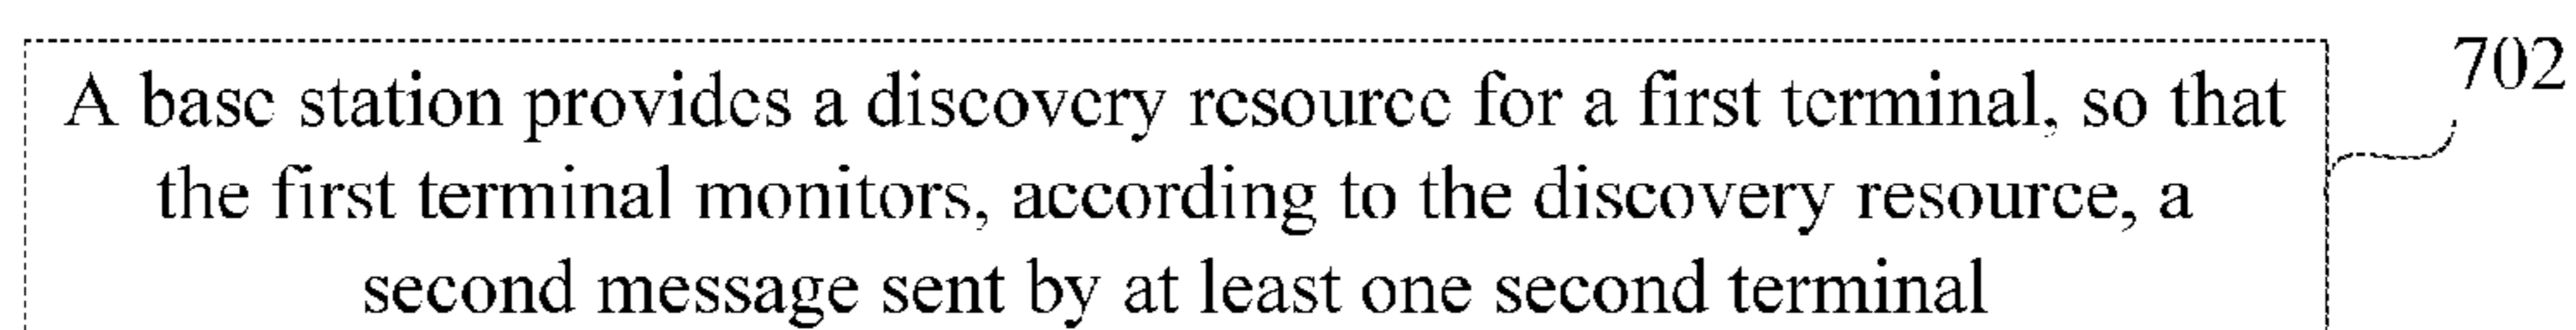 A base station provides a discovery resource for a first terminal, so that
the first terminal monitors, according to the discovery resource, a
second message sent by at least one second terminal
702